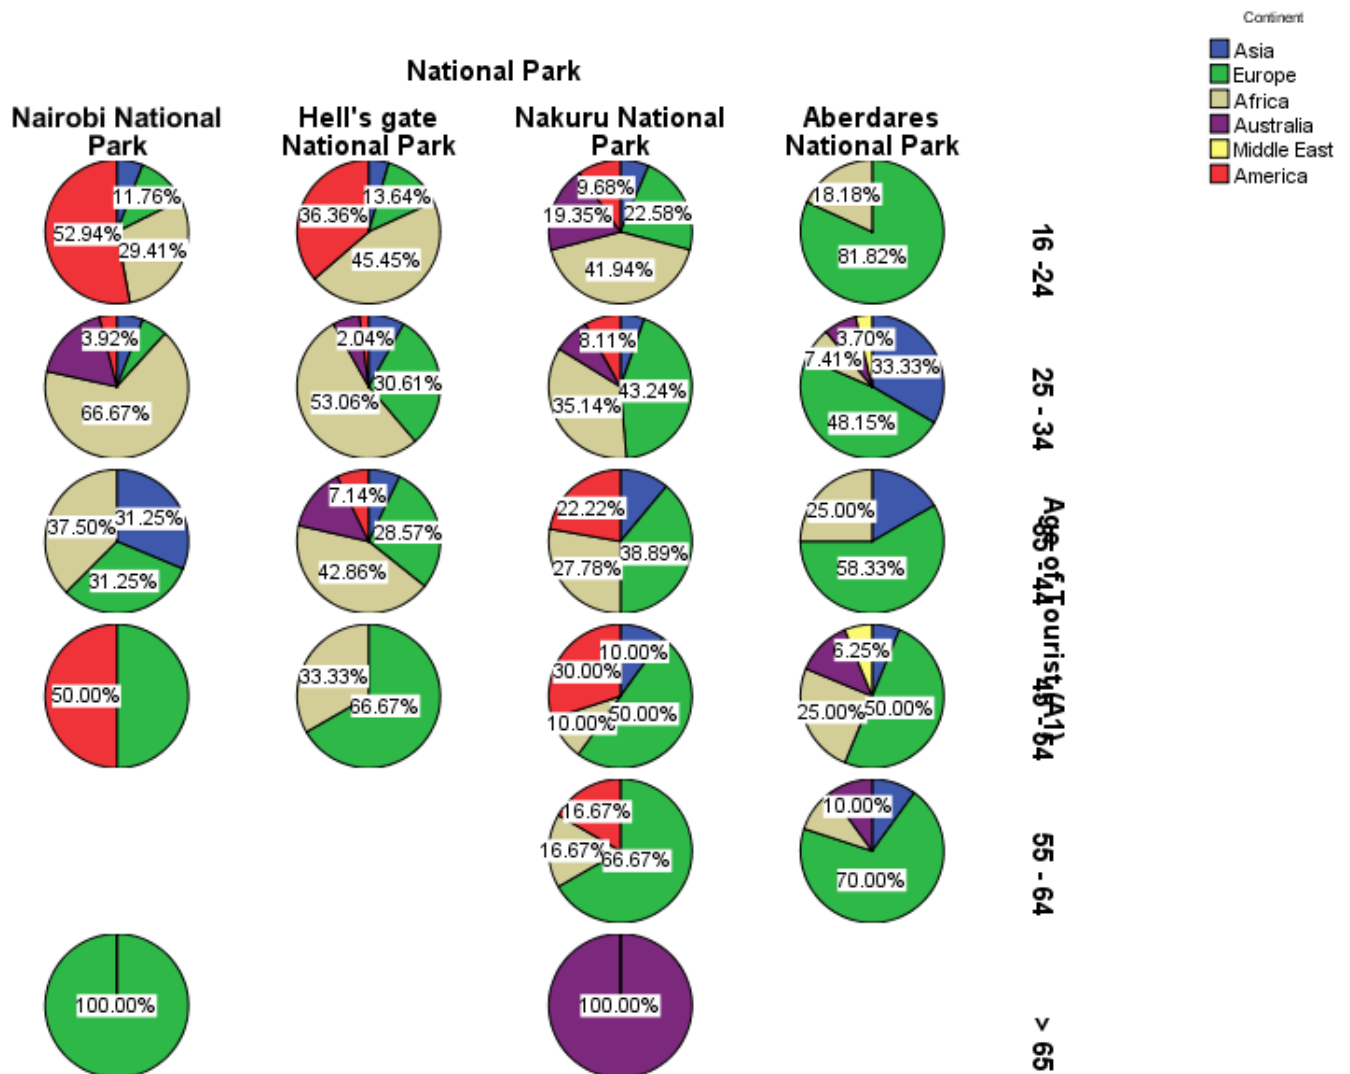 Continent
Asia
Europe
Africa
Australia
Middle East
America
National Park
Nairobi National
Park
Hell's gate
National Park
Nakuru National
Park
Aberdares
National Park
11.76%
52.94%
29.41%
13.64%
36.36%
45.45%
9.68%
19.35%
22.58%
41.94%
18.18%
81.82%
16 -24
3.92%
66.67%
2.04%
30.61%
53.06%
8.11%
43.24%
35.14%
3.70%
7.41%
33.33%
48.15%
25 - 34
31.25%
37.50%
31.25%
7.14%
28.57%
42.86%
22.22%
38.89%
27.78%
25.00%
58.33%
Age of Tourist (A1)
50.00%
33.33%
66.67%
10.00%
30.00%
50.00%
10.00%
6.25%
25.00%
50.00%
16.67%
16.67%
66.67%
10.00%
70.00%
55 - 64
100.00%
100.00%
> 65